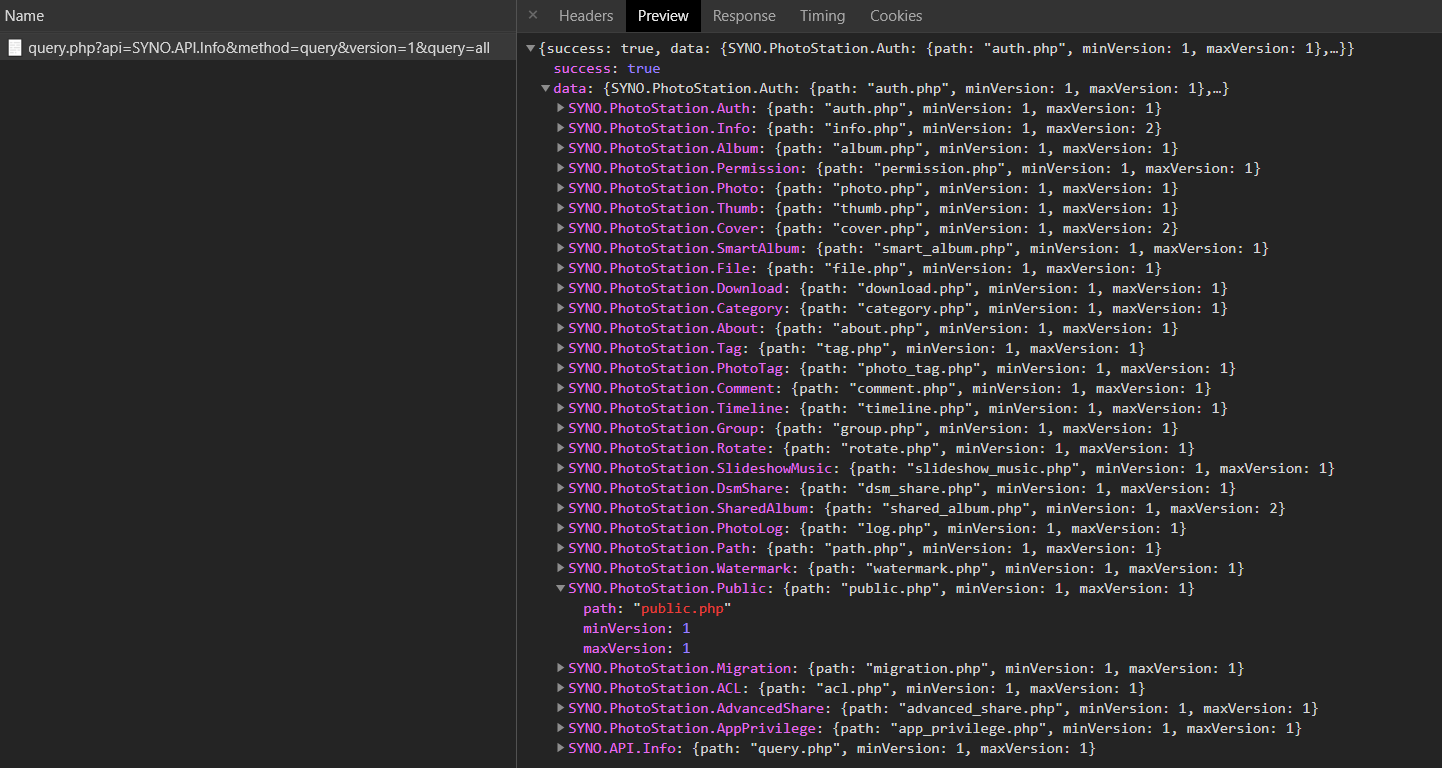 Name
× Headers Preview Response Timing Cookies
query.php?api=SYNO.API.Info&method=query&version=1&query=all
▼{success: true, data: {SYNO.PhotoStation.Auth: {path: "auth.php", minVersion: 1, maxVersion: 1},…}}
success: true
▼data: {SYNO.PhotoStation.Auth: {path: "auth.php", minVersion: 1, maxVersion: 1},…}
▶SYNO.PhotoStation.Auth: {path: "auth.php", minVersion: 1, maxVersion: 1}
▶SYNO.PhotoStation.Info: {path: "info.php", minVersion: 1, maxVersion: 2}
▶SYNO.PhotoStation.Album: {path: "album.php", minVersion: 1, maxVersion: 1}
▶SYNO.PhotoStation.Permission: {path: "permission.php", minVersion: 1, maxVersion: 1}
▶SYNO.PhotoStation.Photo: {path: "photo.php", minVersion: 1, maxVersion: 1}
▶SYNO.PhotoStation.Thumb: {path: "thumb.php", minVersion: 1, maxVersion: 1}
▶SYNO.PhotoStation.Cover: {path: "cover.php", minVersion: 1, maxVersion: 2}
▶SYNO.PhotoStation.SmartAlbum: {path: "smart_album.php", minVersion: 1, maxVersion: 1}
▶SYNO.PhotoStation.File: {path: "file.php", minVersion: 1, maxVersion: 1}
▶SYNO.PhotoStation.Download: {path: "download.php", minVersion: 1, maxVersion: 1}
▶SYNO.PhotoStation.Category: {path: "category.php", minVersion: 1, maxVersion: 1}
▶SYNO.PhotoStation.About: {path: "about.php", minVersion: 1, maxVersion: 1}
▶SYNO.PhotoStation.Tag: {path: "tag.php", minVersion: 1, maxVersion: 1}
▶SYNO.PhotoStation.PhotoTag: {path: "photo_tag.php", minVersion: 1, maxVersion: 1}
▶SYNO.PhotoStation.Comment: {path: "comment.php", minVersion: 1, maxVersion: 1}
▶SYNO.PhotoStation.Timeline: {path: "timeline.php", minVersion: 1, maxVersion: 1}
▶SYNO.PhotoStation.Group: {path: "group.php", minVersion: 1, maxVersion: 1}
▶SYNO.PhotoStation.Rotate: {path: "rotate.php", minVersion: 1, maxVersion: 1}
▶SYNO.PhotoStation.SlideshowMusic: {path: "slideshow_music.php", minVersion: 1, maxVersion: 1}
▶SYNO.PhotoStation.DsmShare: {path: "dsm_share.php", minVersion: 1, maxVersion: 1}
▶SYNO.PhotoStation.SharedAlbum: {path: "shared_album.php", minVersion: 1, maxVersion: 2}
▶SYNO.PhotoStation.PhotoLog: {path: "log.php", minVersion: 1, maxVersion: 1}
▶SYNO.PhotoStation.Path: {path: "path.php", minVersion: 1, maxVersion: 1}
▶SYNO.PhotoStation.Watermark: {path: "watermark.php", minVersion: 1, maxVersion: 1}
▼SYNO.PhotoStation.Public: {path: "public.php", minVersion: 1, maxVersion: 1}
path: "public.php"
minVersion: 1
maxVersion: 1
▶SYNO.PhotoStation.Migration: {path: "migration.php", minVersion: 1, maxVersion: 1}
▶SYNO.PhotoStation.ACL: {path: "acl.php", minVersion: 1, maxVersion: 1}
▶SYNO.PhotoStation.AdvancedShare: {path: "advanced_share.php", minVersion: 1, maxVersion: 1}
▶SYNO.PhotoStation.AppPrivilege: {path: "app_privilege.php", minVersion: 1, maxVersion: 1}
▶SYNO.API.Info: {path: "query.php", minVersion: 1, maxVersion: 1}